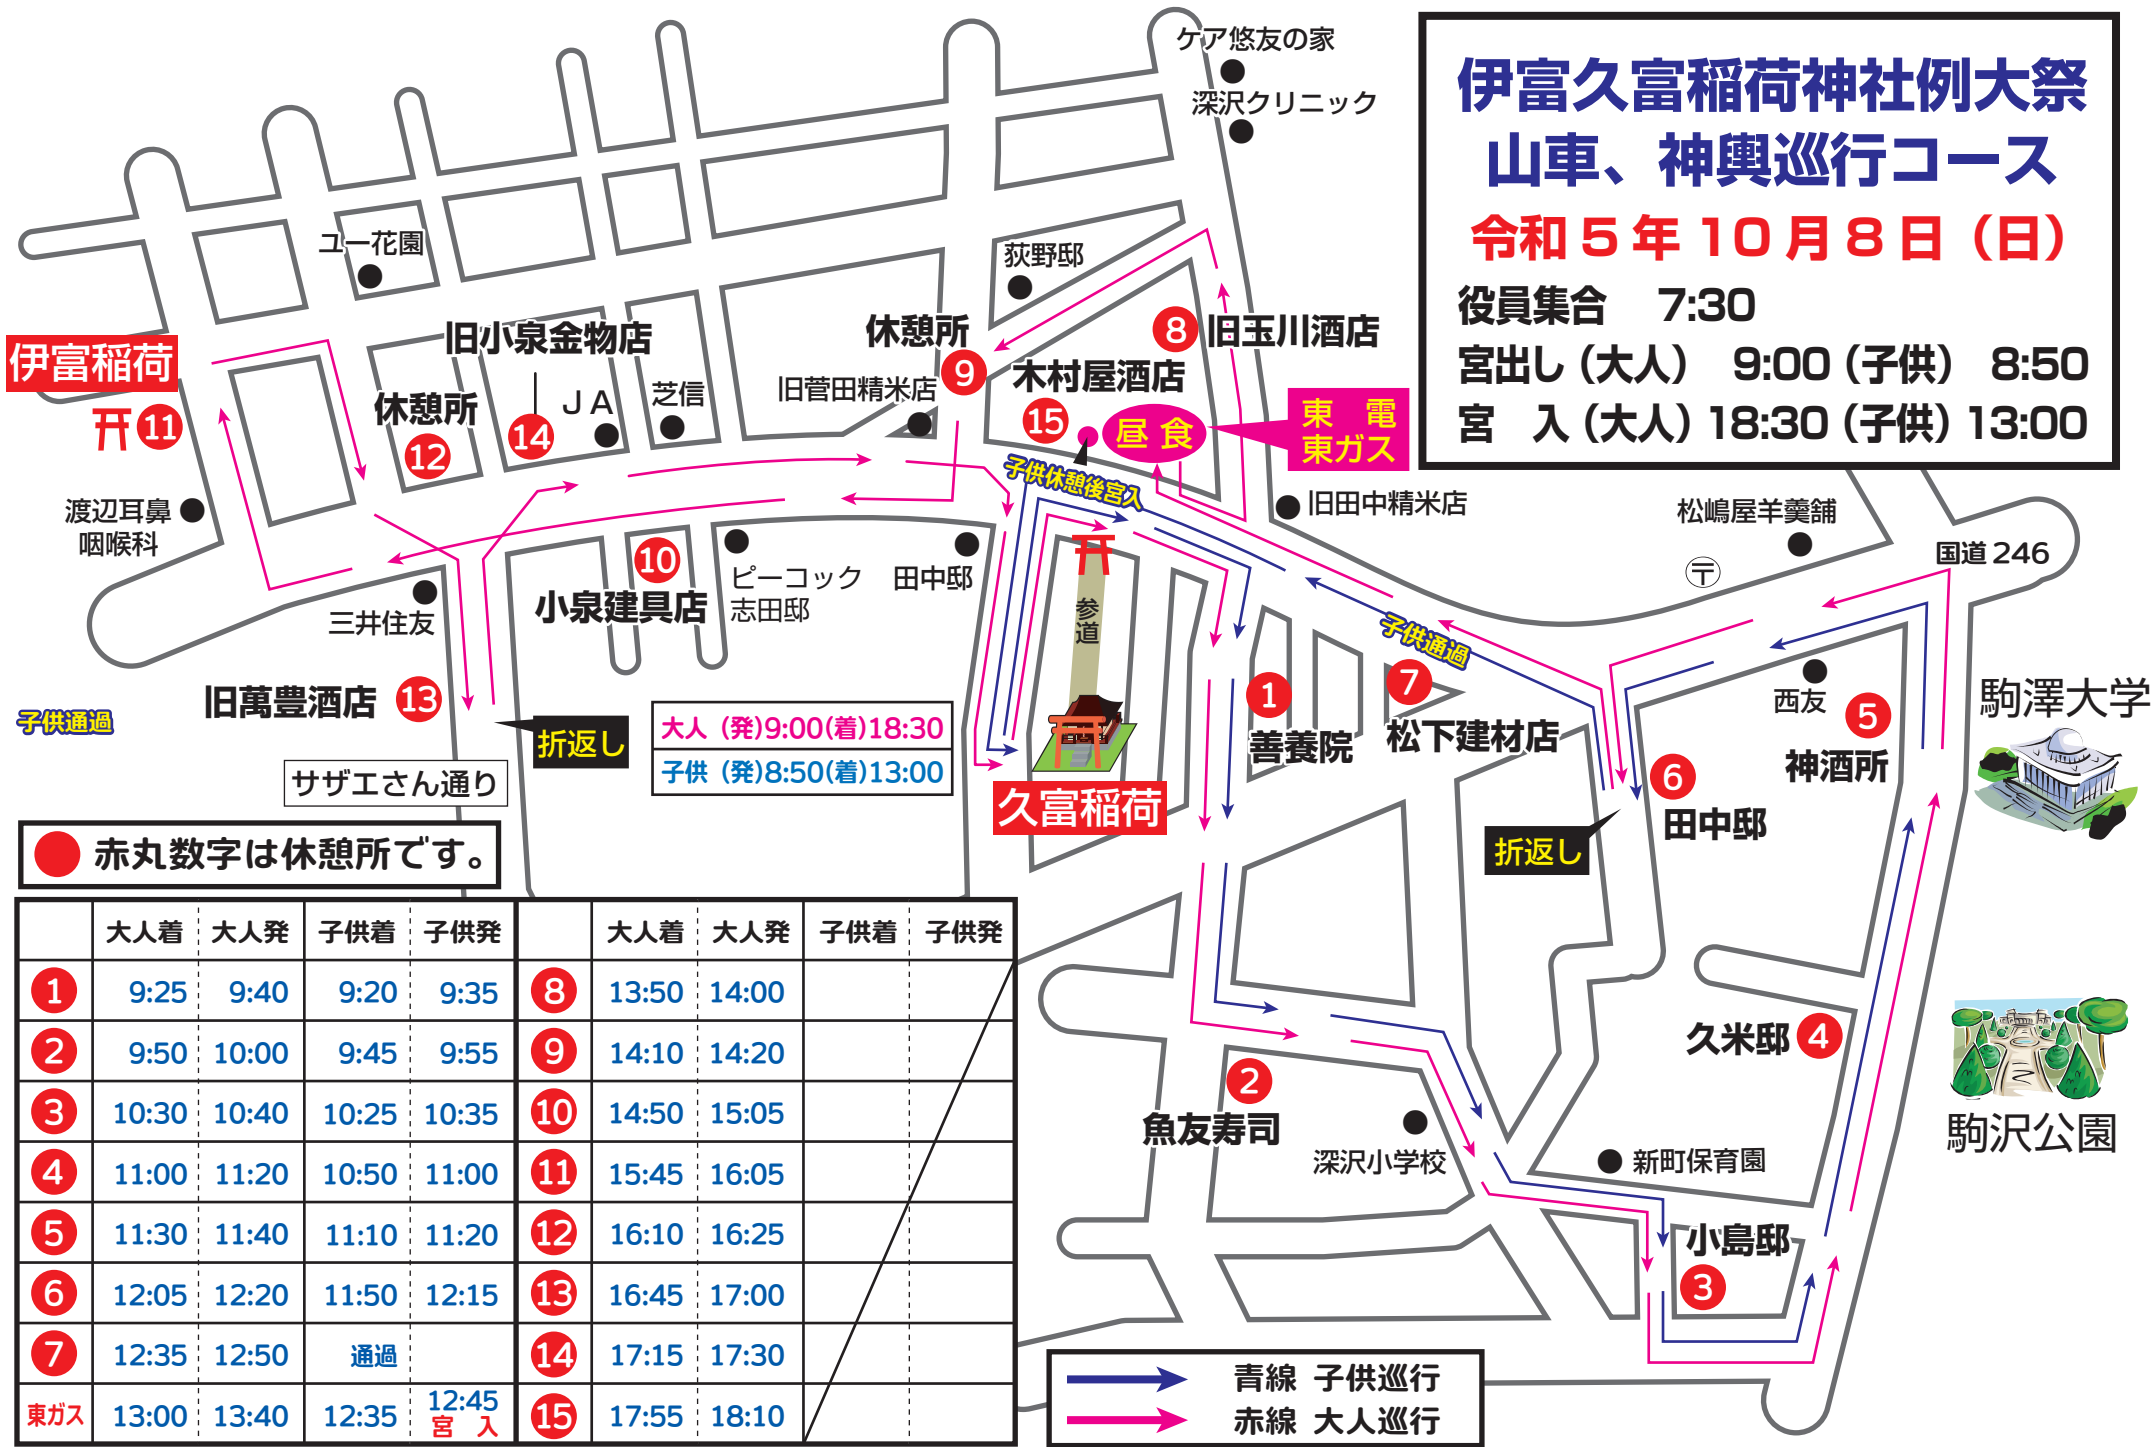 伊富久富稲荷神社例大祭
山車、神輿巡行コース
令和5年10月8日（日）
役員集合　7:30
宮出し（大人）　9:00（子供）　8:50
宮　入（大人）18:30（子供）13:00
ケア悠友の家
深沢クリニック
ユー花園
荻野邸
伊富稲荷
11
旧小泉金物店
休憩所
12
14
ＪＡ
芝信
旧菅田精米店
休憩所
9
8
旧玉川酒店
木村屋酒店
15
昼食
東　電
東ガス
子供休憩後宮入
旧田中精米店
松嶋屋羊羹舗
〒
国道246
渡辺耳鼻
咽喉科
三井住友
10
小泉建具店
ピーコック
志田邸
田中邸
参道
子供通過
旧萬豊酒店
13
子供通過
折返し
サザエさん通り
大人（発）9:00（着）18:30
子供（発）8:50（着）13:00
久富稲荷
1
善養院
7
松下建材店
西友
5
神酒所
駒澤大学
6
田中邸
折返し
久米邸
4
駒沢公園
2
魚友寿司
深沢小学校
新町保育園
小島邸
3
赤丸数字は休憩所です。
大人着 大人発 子供着 子供発 大人着 大人発 子供着 子供発
1 9:25 9:40 9:20 9:35 8 13:50 14:00
2 9:50 10:00 9:45 9:55 9 14:10 14:20
3 10:30 10:40 10:25 10:35 10 14:50 15:05
4 11:00 11:20 10:50 11:00 11 15:45 16:05
5 11:30 11:40 11:10 11:20 12 16:10 16:25
6 12:05 12:20 11:50 12:15 13 16:45 17:00
7 12:35 12:50 通過 14 17:15 17:30
東ガス 13:00 13:40 12:35 12:45 宮　入 15 17:55 18:10
青線 子供巡行
赤線 大人巡行